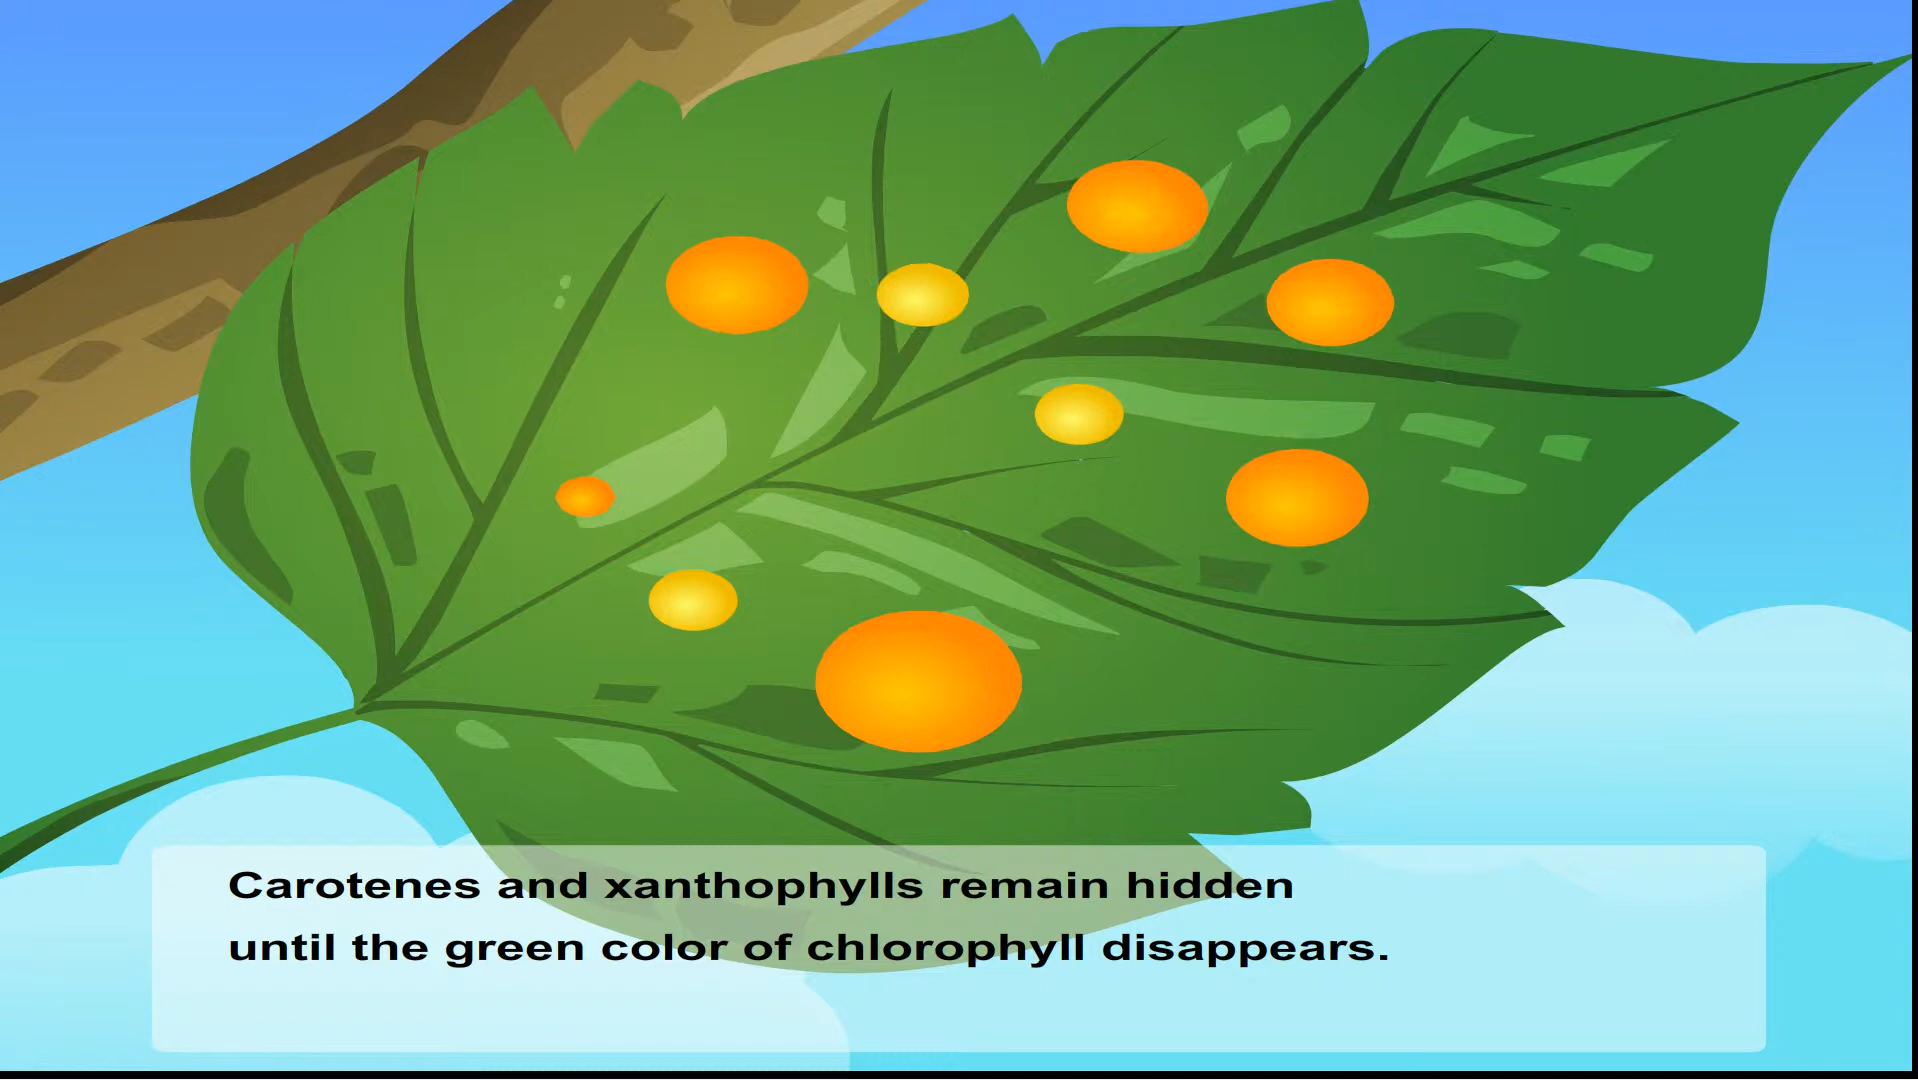 Carotenes and xanthophylls remain hidden
until the green color of chlorophyll disappears.